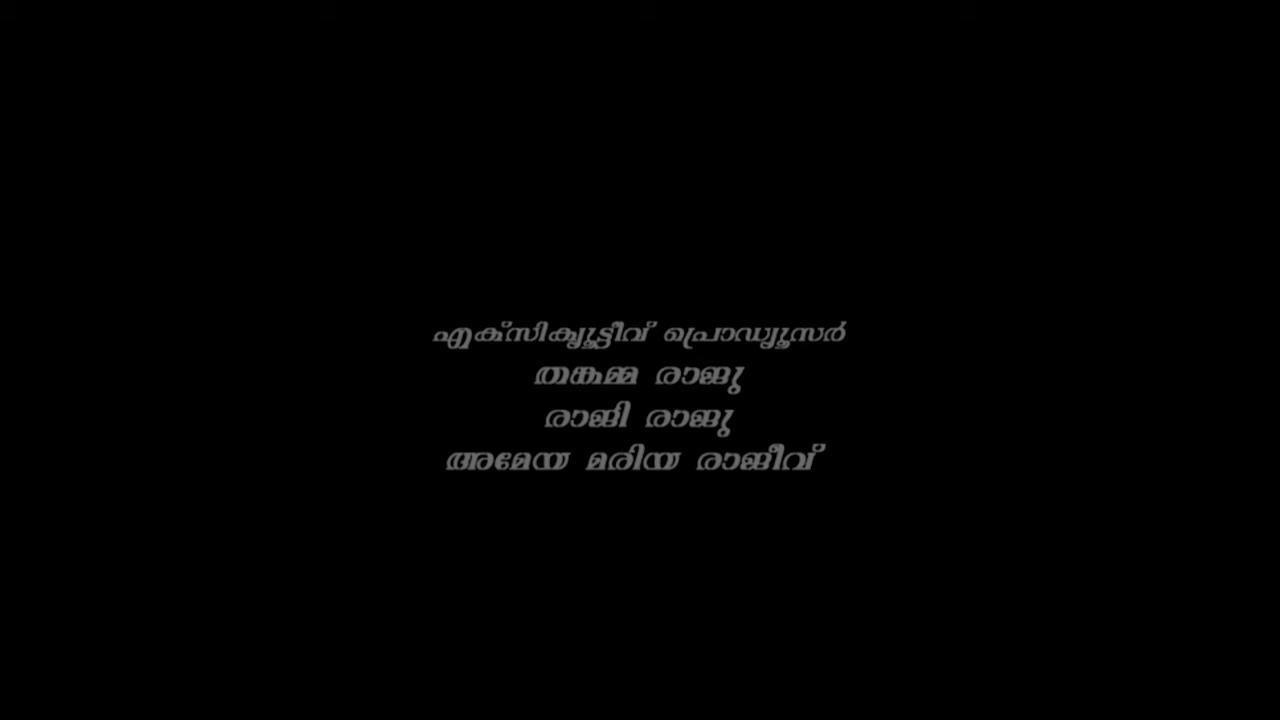 എക്സിക്യൂട്ടീവ് പ്രൊഡ്യൂസർ
തങ്കമ്മ രാജു
രാജി രാജു
അമേയ മരിയ രാജീവ്